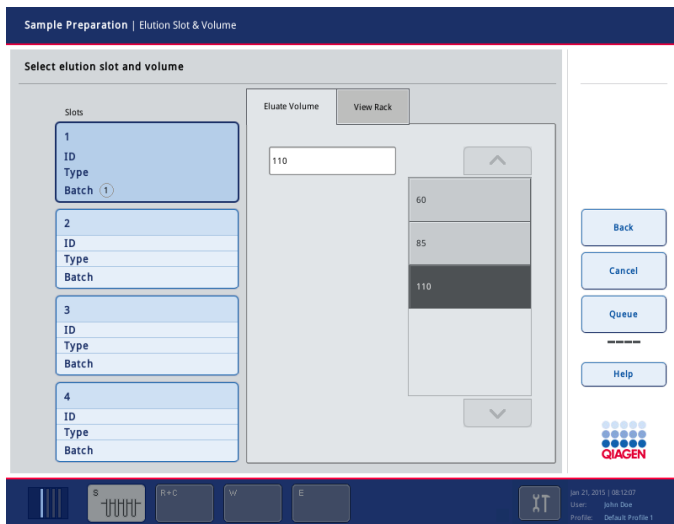 Sample Preparation | Elution Slot & Volume
Select elution slot and volume
Slots
1
ID
Type
Batch 1
2
ID
Type
Batch
3
ID
Type
Batch
4
ID
Type
Batch
Eluate Volume
View Rack
110
60
85
110
Back
Cancel
Queue
Help
QIAGEN
S
R+C
W
E
Jan 21, 2015 | 08:12:07
User: John Doe
Profile: Default Profile 1